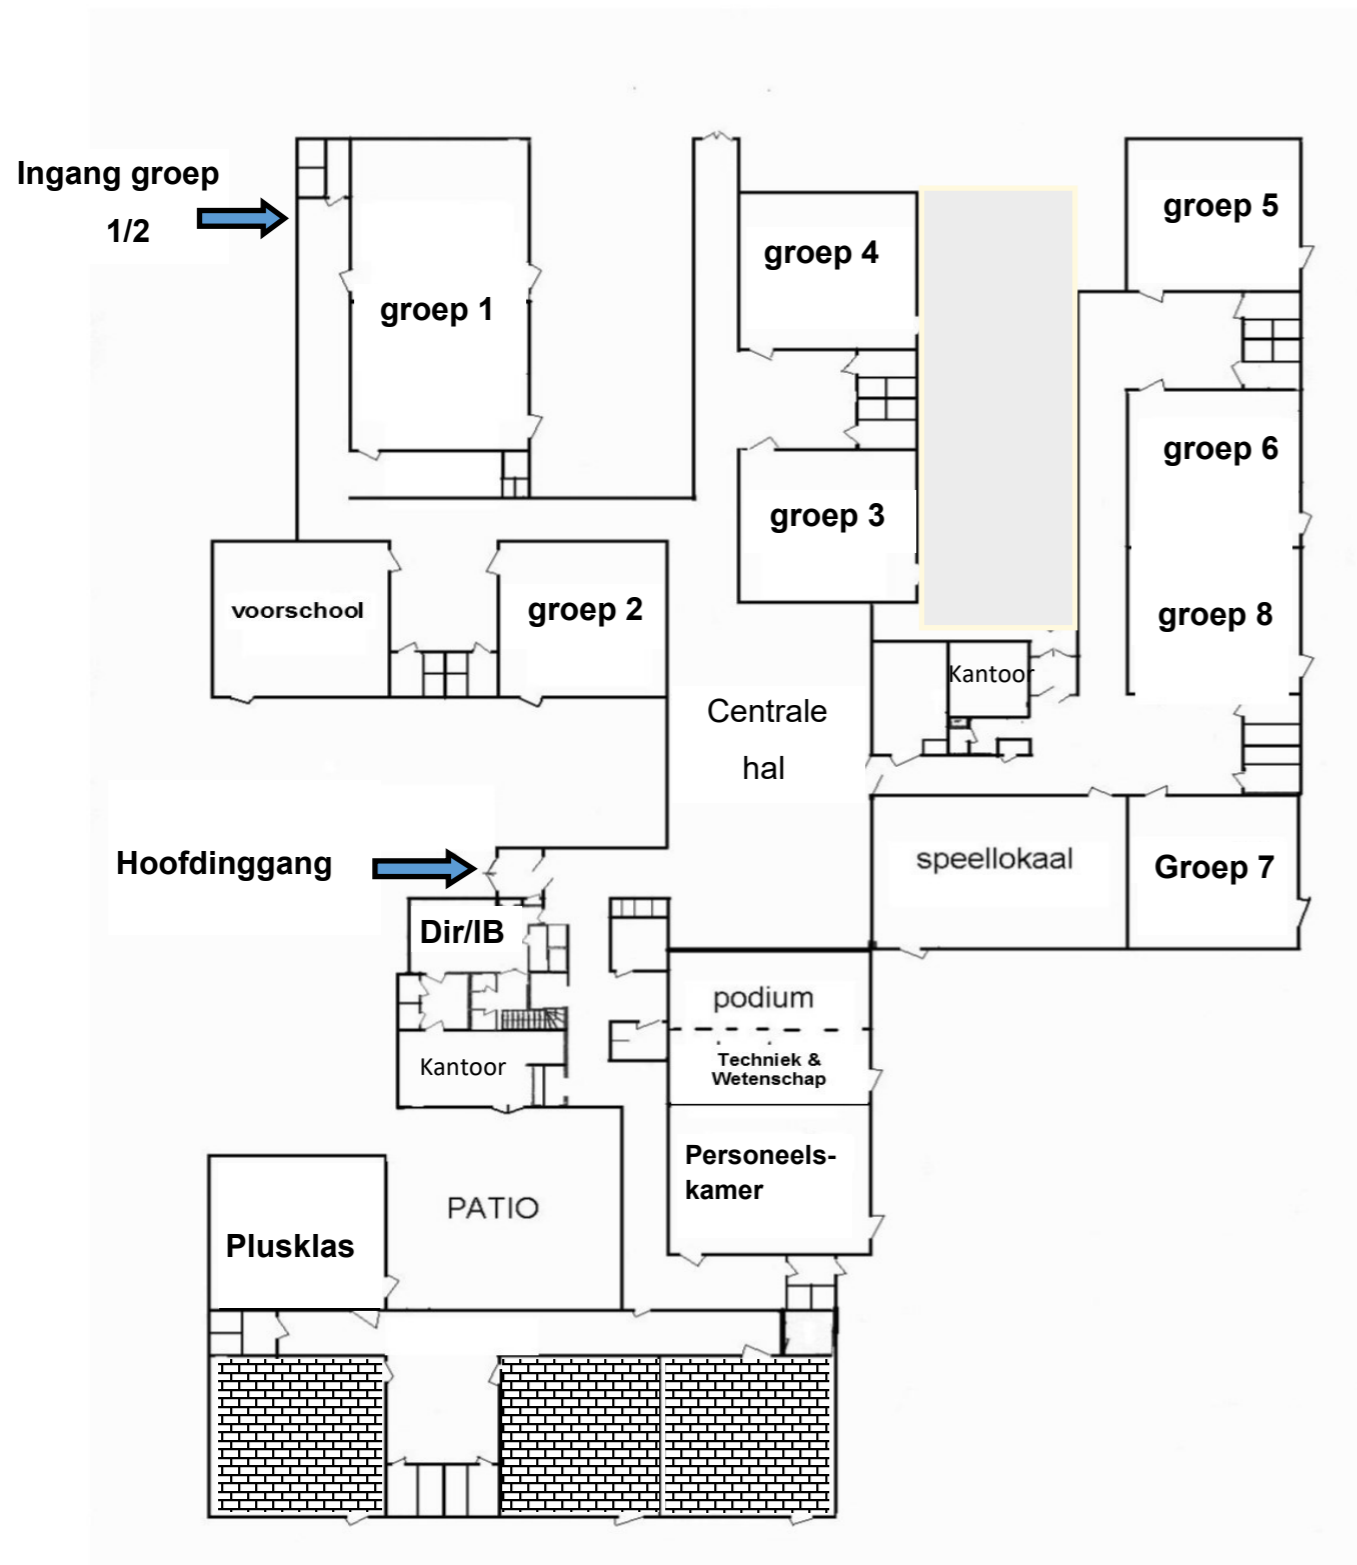 Ingang groep
1/2
groep 1
groep 4
groep 5
groep 3
groep 6
voorschool
groep 2
groep 8
Kantoor
Centrale
hal
Hoofdinggang
speellokaal
Groep 7
Dir/IB
podium
Techniek &
Wetenschap
Kantoor
Personeels-
kamer
PATIO
Plusklas